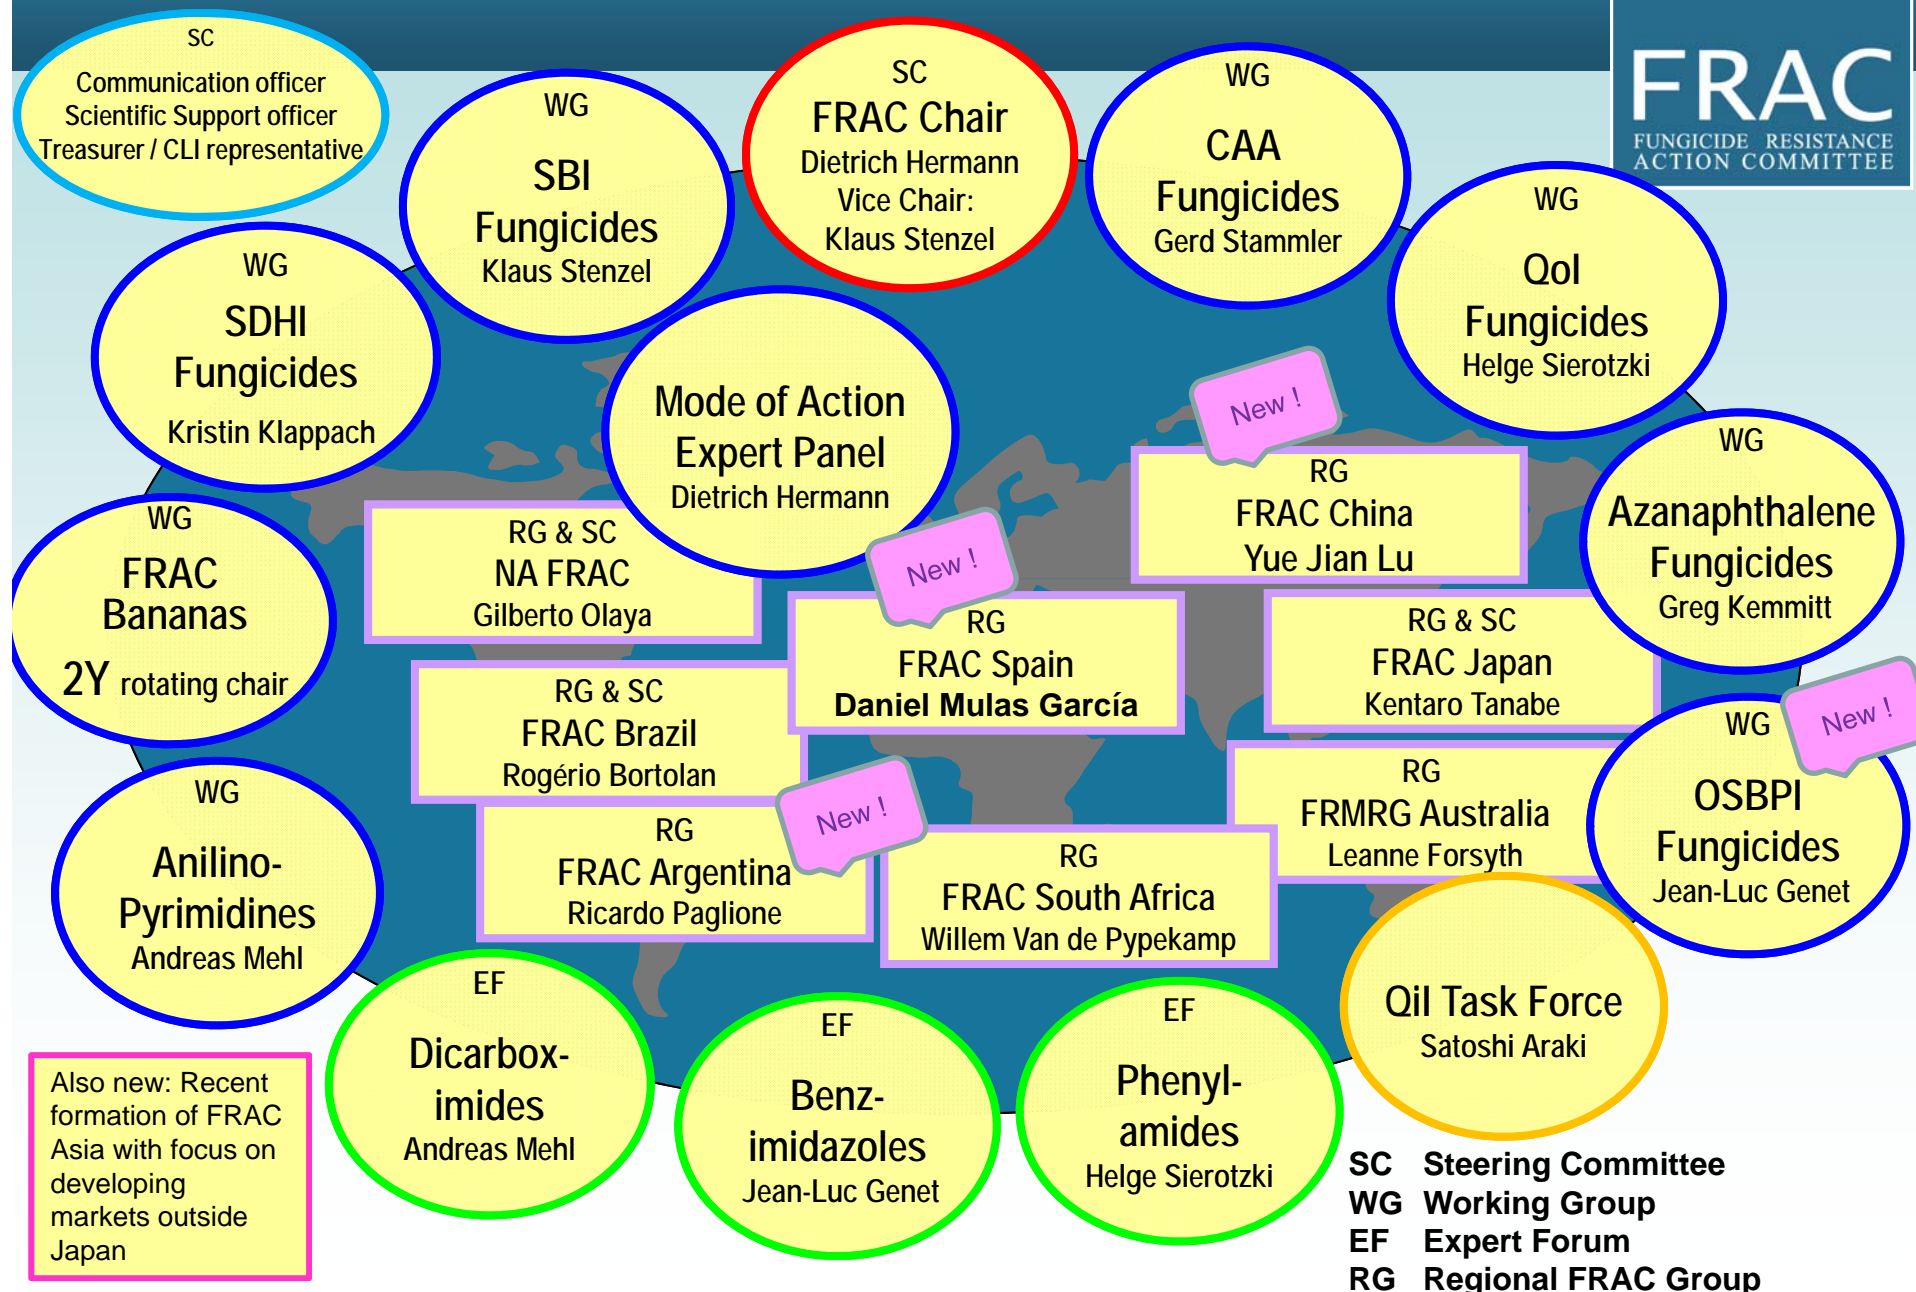 SC
Communication officer
Scientific Support officer
Treasurer / CLI representative
WG
SBI
Fungicides
Klaus Stenzel
SC
FRAC Chair
Dietrich Hermann
Vice Chair:
Klaus Stenzel
WG
CAA
Fungicides
Gerd Stammler
FRAC
FUNGICIDE RESISTANCE
ACTION COMMITTEE
WG
QoI
Fungicides
Helge Sierotzki
WG
SDHI
Fungicides
Kristin Klappach
Mode of Action
Expert Panel
Dietrich Hermann
New !
RG
FRAC China
Yue Jian Lu
WG
Azanaphthalene
Fungicides
Greg Kemmitt
WG
FRAC
Bananas
2Y rotating chair
RG & SC
NA FRAC
Gilberto Olaya
New !
RG
FRAC Spain
Daniel Mulas García
RG & SC
FRAC Japan
Kentaro Tanabe
RG & SC
FRAC Brazil
Rogério Bortolan
New !
WG
OSBPI
Fungicides
Jean-Luc Genet
RG
FRMRG Australia
Leanne Forsyth
WG
Anilino-
Pyrimidines
Andreas Mehl
New !
RG
FRAC Argentina
Ricardo Paglione
RG
FRAC South Africa
Willem Van de Pypekamp
EF
Dicarbox-
imides
Andreas Mehl
EF
Benz-
imidazoles
Jean-Luc Genet
EF
Phenyl-
amides
Helge Sierotzki
QiI Task Force
Satoshi Araki
Also new: Recent
formation of FRAC
Asia with focus on
developing
markets outside
Japan
SC Steering Committee
WG Working Group
EF Expert Forum
RG Regional FRAC Group